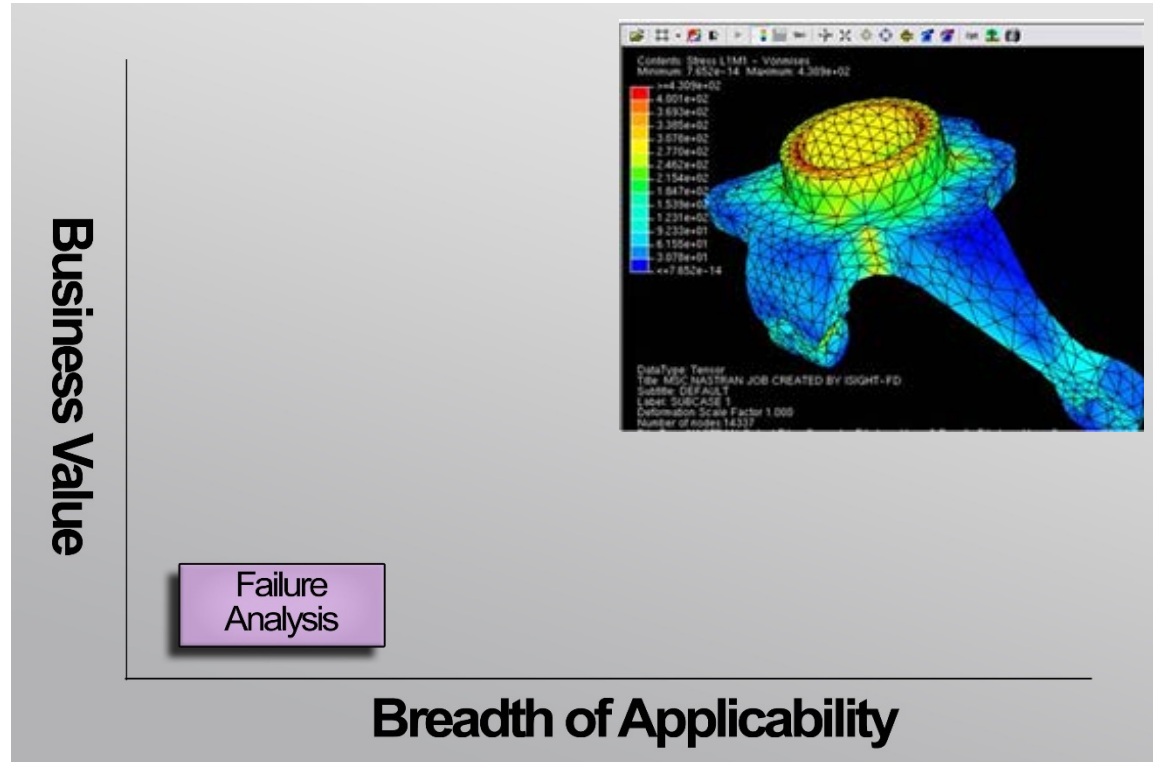 Contents: Stress L1M1 - Vonmises
Minimum: 7.652e-14 Maximum: 4.309e+02
>=4.309e+02
4.001e+02
3.693e+02
3.385e+02
3.078e+02
2.770e+02
2.462e+02
2.154e+02
1.847e+02
1.539e+02
1.231e+02
9.233e+01
6.155e+01
3.078e+01
<=7.652e-14
DataType: Tensor
Title: MSC.NASTRAN JOB CREATED BY ISIGHT-FD
Subtitle: DEFAULT
Label: SUBCASE 1
Deformation Scale Factor 1.000
Number of nodes 14337
Business Value
Failure
Analysis
Breadth of Applicability